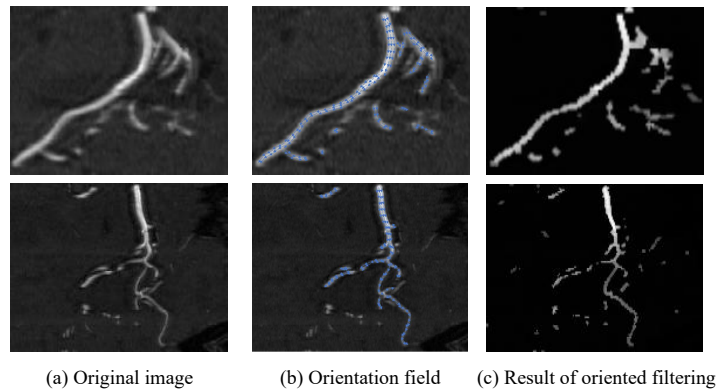 (a) Original image
(b) Orientation field
(c) Result of oriented filtering